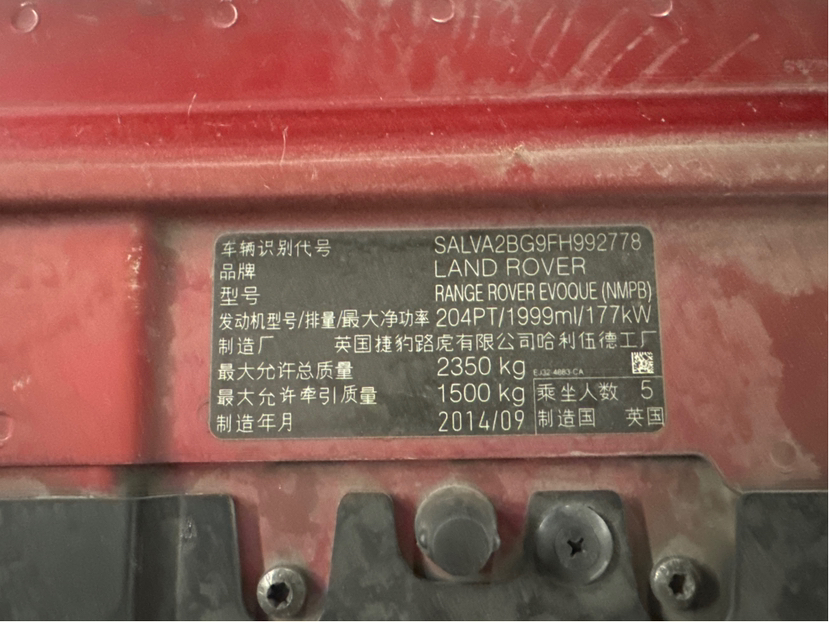 车辆识别代号 SALVA2BG9FH992778
品牌 LAND ROVER
型号 RANGE ROVER EVOQUE (NMPB)
发动机型号/排量/最大净功率 204PT/1999ml/177kW
制造厂 英国捷豹路虎有限公司哈利伍德工厂
最大允许总质量 2350 kg EJ32-4663-CA
最大允许牵引质量 1500 kg 乘坐人数 5
制造年月 2014/09 制造国 英国